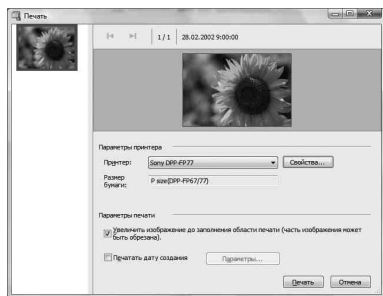 Печать
1/1 28.02.2002 9:00:00
Параметры принтера
Принтер: Sony DPP-FP77 Свойства...
Размер
бумаги: P size(DPP-FP67/77)
Параметры печати
Увеличить изображение до заполнения области печати (часть изображения может
быть обрезана).
Печатать дату создания Параметры...
Печать Отмена